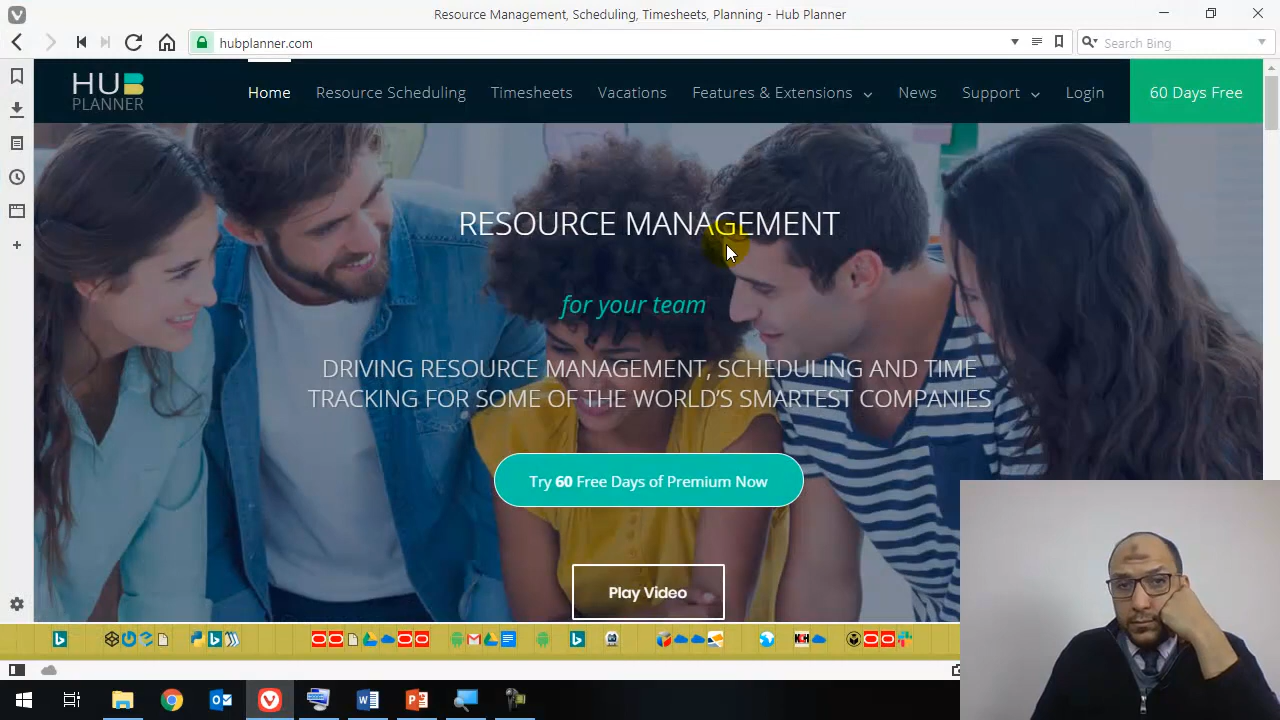 Resource Management, Scheduling, Timesheets, Planning - Hub Planner
hubplanner.com
Search Bing
HUB
PLANNER
Home
Resource Scheduling
Timesheets
Vacations
Features & Extensions
News
Support
Login
60 Days Free
RESOURCE MANAGEMENT
for your team
DRIVING RESOURCE MANAGEMENT, SCHEDULING AND TIME
TRACKING FOR SOME OF THE WORLD'S SMARTEST COMPANIES
Try 60 Free Days of Premium Now
Play Video